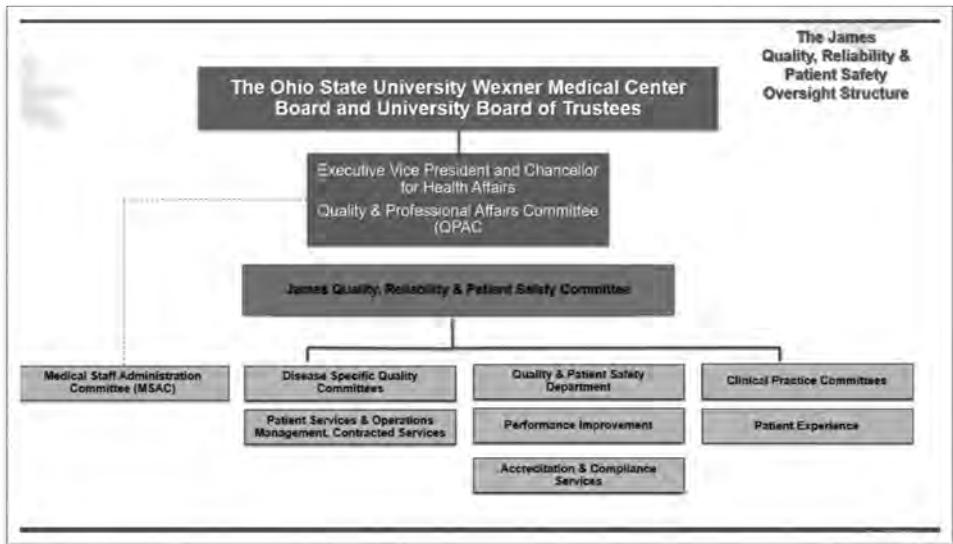 The James
Quality, Reliability &
Patient Safety
Oversight Structure
The Ohio State University Wexner Medical Center
Board and University Board of Trustees
Executive Vice President and Chancellor
for Health Affairs
Quality & Professional Affairs Committee
(QPAC
James Quality, Reliability & Patient Safety Committee
Medical Staff Administration
Committee (MSAC)
Disease Specific Quality
Committees
Quality & Patient Safety
Department
Clinical Practice Committees
Patient Services & Operations
Management, Contracted Services
Performance Improvement
Patient Experience
Accreditation & Compliance
Services